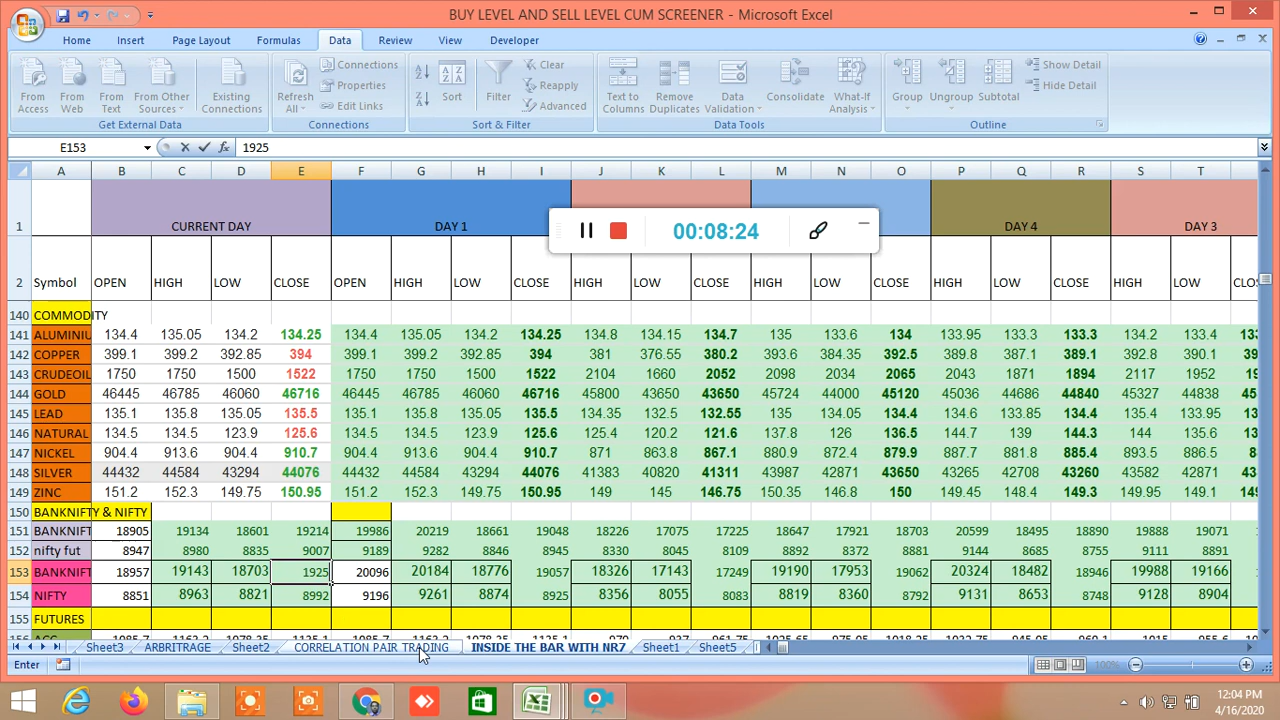 BUY LEVEL AND SELL LEVEL CUM SCREENER - Microsoft Excel
Home Insert Page Layout Formulas Data Review View Developer
From Access From Web From Text From Other Sources Existing Connections Refresh All Connections Properties Edit Links Sort Filter Clear Reapply Advanced Text to Columns Remove Duplicates Data Validation Consolidate What-If Analysis Group Ungroup Subtotal Show Detail Hide Detail
Get External Data Connections Sort & Filter Data Tools Outline
E153 fx 1925
A B C D E F G H I J K L M N O P Q R S T
1 CURRENT DAY DAY 1 DAY 4 DAY 3
00:08:24
2 Symbol OPEN HIGH LOW CLOSE OPEN HIGH LOW CLOSE HIGH LOW CLOSE HIGH LOW CLOSE HIGH LOW CLOSE HIGH LOW CLO
140 COMMODITY
141 ALUMINIU 134.4 135.05 134.2 134.25 134.4 135.05 134.2 134.25 134.8 134.15 134.7 135 133.6 134 133.95 133.3 133.3 134.2 133.4 133
142 COPPER 399.1 399.2 392.85 394 399.1 399.2 392.85 394 381 376.55 380.2 393.6 384.35 392.5 389.8 387.1 389.1 392.8 390.1 392
143 CRUDEOIL 1750 1750 1500 1522 1750 1750 1500 1522 2104 1660 2052 2098 2034 2065 2043 1871 1894 2117 1952
144 GOLD 46445 46785 46060 46716 46445 46785 46060 46716 43800 43650 43650 45724 44000 45120 45036 44686 44840 45327 44838 45
145 LEAD 135.1 135.8 135.05 135.5 135.1 135.8 135.05 135.5 134.35 132.5 132.55 135 134.05 134.4 134.6 133.85 134.4 135.4 133.95
146 NATURAL 134.5 134.5 123.9 125.6 134.5 134.5 123.9 125.6 125.4 120.2 121.6 137.8 126 136.5 144.7 139 144.3 144 135.6
147 NICKEL 904.4 913.6 904.4 910.7 904.4 913.6 904.4 910.7 871 863.8 867.1 880.9 872.4 879.9 887.7 881.6 885.4 893.5 886.5
148 SILVER 44432 44584 43294 44076 44432 44584 43294 44076 41383 40820 41311 43987 42871 43650 43265 42708 43260 43582 42871
149 ZINC 151.2 152.3 149.75 150.95 151.2 152.3 149.75 150.95 149 145 146.75 150.35 146.8 150 149.45 148.4 149.3 149.95 149.1
150 BANKNIFTY & NIFTY
151 BANKNIFT 18905 19134 18601 19214 19986 20219 18661 19048 18226 17075 17225 18647 17921 18703 20599 18495 18890 19888 19071
152 nifty fut 8947 8980 8835 9007 9189 9282 8846 8945 8330 8045 8111 8892 8372 8881 9144 8685 8755 9111 8891
153 BANKNIFT 18957 19143 18703 1925 20096 20184 18776 19057 18326 17143 17249 19190 17953 19062 20324 18482 18946 19988 19166
154 NIFTY 8851 8963 8821 8992 9196 9261 8874 8925 8356 8055 8083 8819 8360 8792 9131 8653 8748 9128 8904
155 FUTURES
Sheet3 ARBRITRAGE Sheet2 CORRELATION PAIR TRADING INSIDE THE BAR WITH NR7 Sheet1 Sheet5
Enter 100%
12:04 PM
4/16/2020